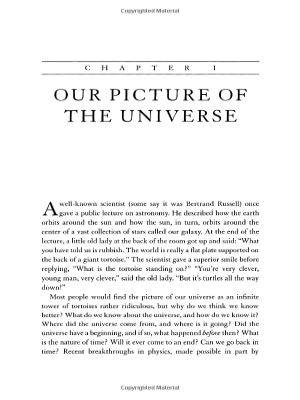 Copyrighted Material
CHAPTER 1
OUR PICTURE OF
THE UNIVERSE
A well-known scientist (some say it was Bertrand Russell) once
gave a public lecture on astronomy. He described how the earth
orbits around the sun and how the sun, in turn, orbits around the
center of a vast collection of stars called our galaxy. At the end of the
lecture, a little old lady at the back of the room got up and said: “What
you have told us is rubbish. The world is really a flat plate supported on
the back of a giant tortoise.” The scientist gave a superior smile before
replying, “What is the tortoise standing on?” “You’re very clever,
young man, very clever,” said the old lady. “But it’s turtles all the way
down!”
Most people would find the picture of our universe as an infinite
tower of tortoises rather ridiculous, but why do we think we know
better? What do we know about the universe, and how do we know it?
Where did the universe come from, and where is it going? Did the
universe have a beginning, and if so, what happened before then? What
is the nature of time? Will it ever come to an end? Can we go back in
time? Recent breakthroughs in physics, made possible in part by
Copyrighted Material